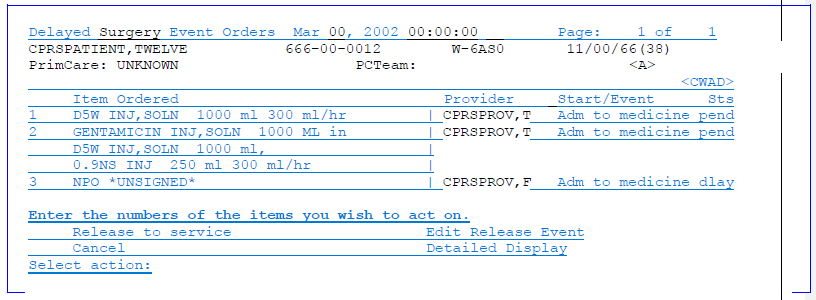 Delayed Surgery Event Orders  Mar 00, 2002 00:00:00          Page:    1 of    1
CPRSPATIENT,TWELVE            666-00-0012         W-6AS0       11/00/66(38)
PrimCare: UNKNOWN                      PCTeam:                         <A>
<CWAD>
Item Ordered                                  Provider     Start/Event      Sts
1    D5W INJ,SOLN  1000 ml 300 ml/hr          | CPRSPROV,T   Adm to medicine pend
2    GENTAMICIN INJ,SOLN  1000 ML in          | CPRSPROV,T   Adm to medicine pend
D5W INJ,SOLN  1000 ml,                   |
0.9NS INJ  250 ml 300 ml/hr              |
3    NPO *UNSIGNED*                           | CPRSPROV,F   Adm to medicine dlay
Enter the numbers of the items you wish to act on.
Release to service                      Edit Release Event
Cancel                                  Detailed Display
Select action: